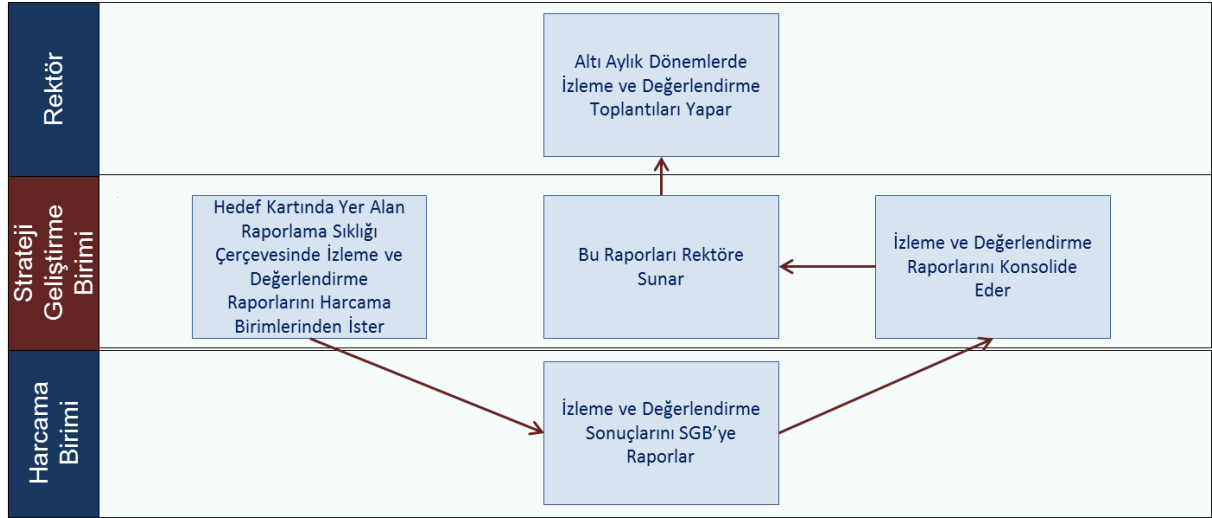 Rektör
Altı Aylık Dönemlerde
İzleme ve Değerlendirme
Toplantıları Yapar
Strateji
Geliştirme
Birimi
Hedef Kartında Yer Alan
Raporlama Sıklığı
Çerçevesinde İzleme ve
Değerlendirme
Raporlarını Harcama
Birimlerinden İster
Bu Raporları Rektöre
Sunar
İzleme ve Değerlendirme
Raporlarını Konsolide
Eder
Harcama
Birimi
İzleme ve Değerlendirme
Sonuçlarını SGB’ye
Raporlar